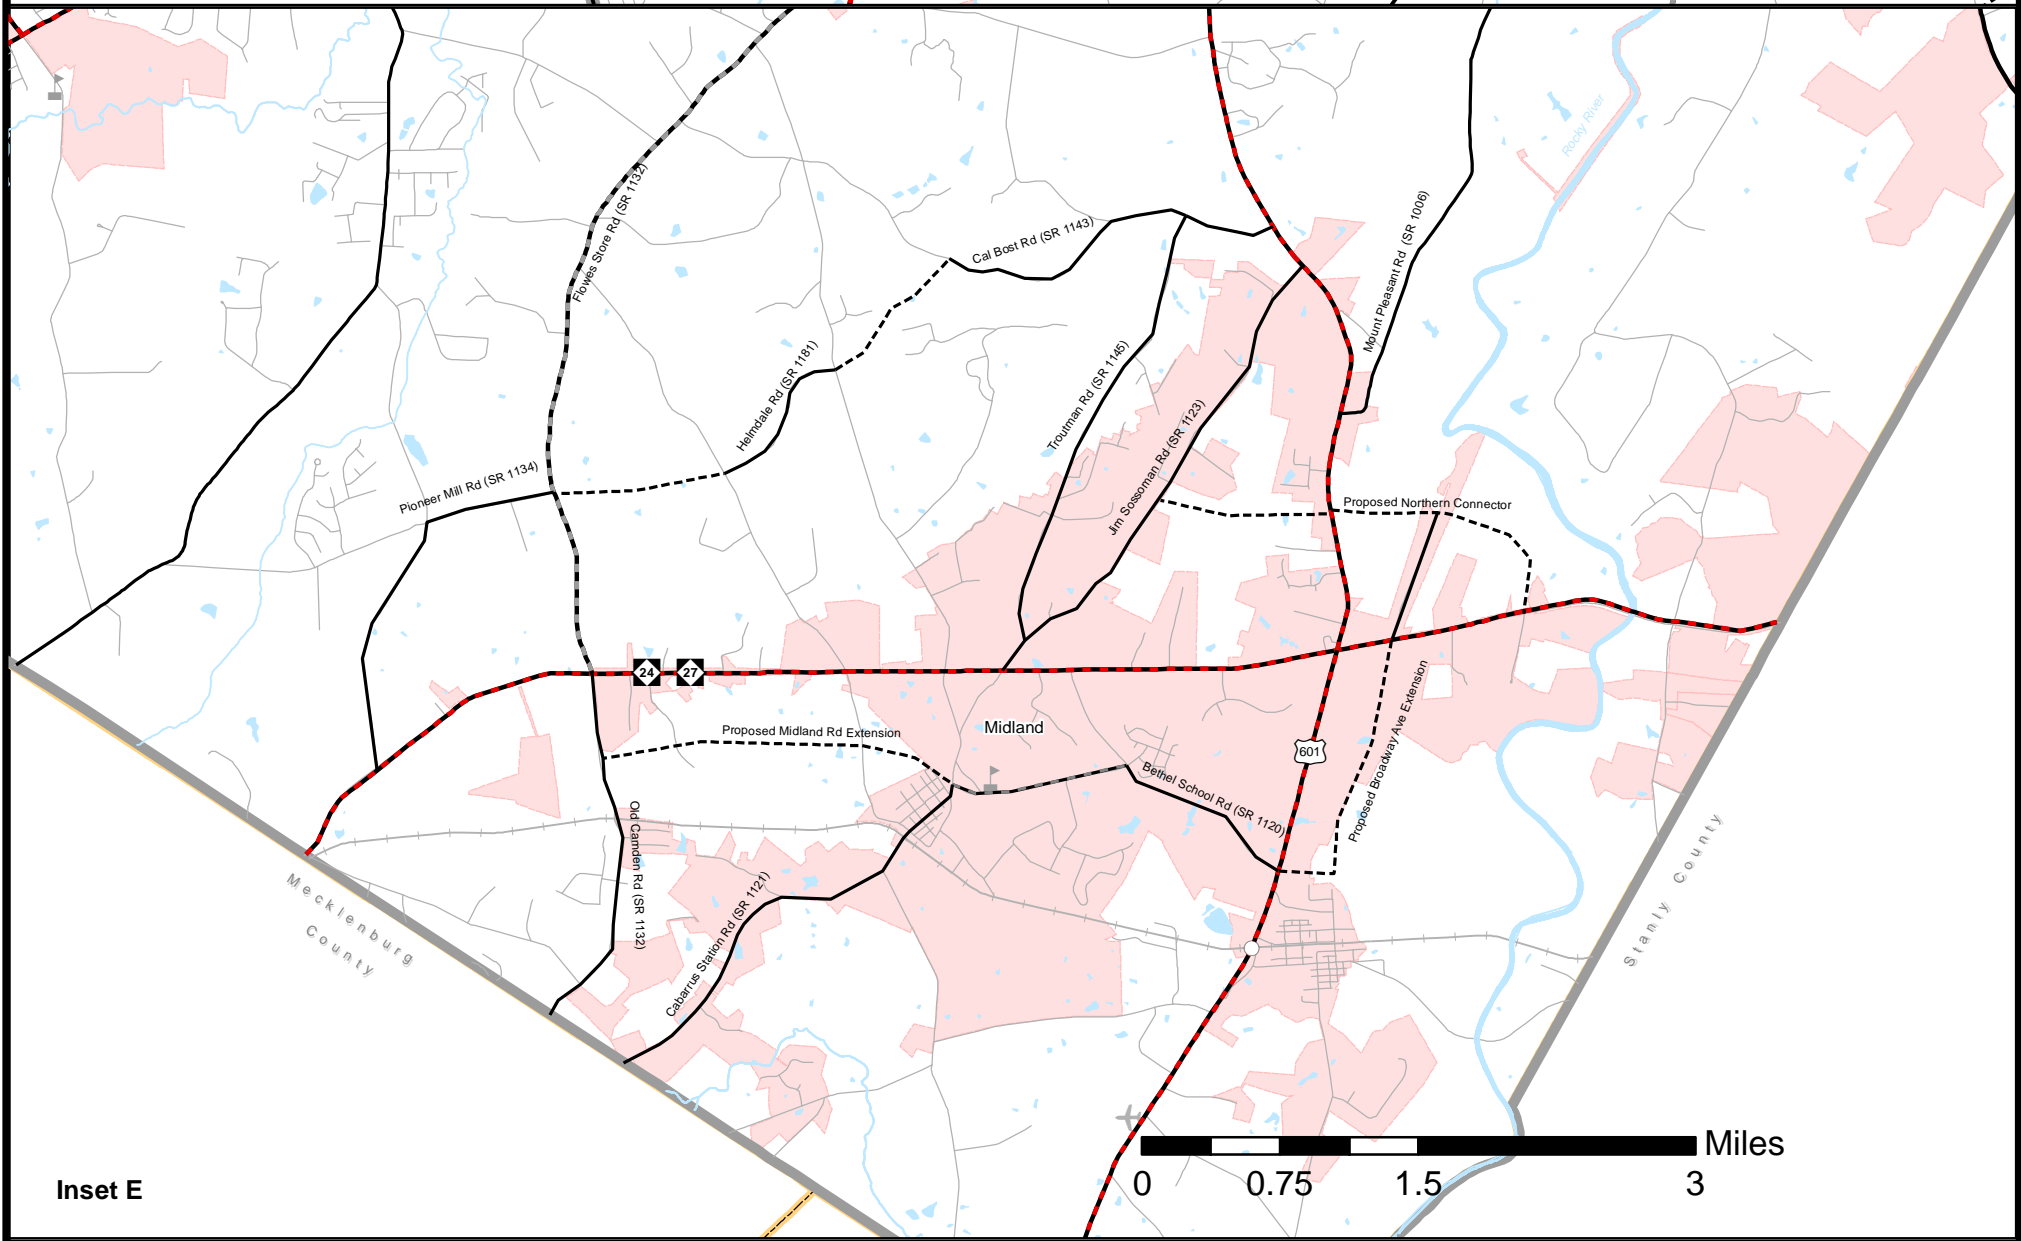 Rocky River
Flowes Store Rd (SR 1132)
Cal Bost Rd (SR 1143)
Mount Pleasant Rd (SR 1006)
Helmdale Rd (SR 1181)
Troutman Rd (SR 1145)
Jim Sossoman Rd (SR 1123)
Pioneer Mill Rd (SR 1134)
Proposed Northern Connector
24
27
Proposed Midland Rd Extension
Midland
601
Proposed Broadway Ave Extension
Bethel School Rd (SR 1120)
Old Camden Rd (SR 1132)
Cabarrus Station Rd (SR 1121)
Mecklenburg
County
Stanly County
Miles
0
0.75
1.5
3
Inset E